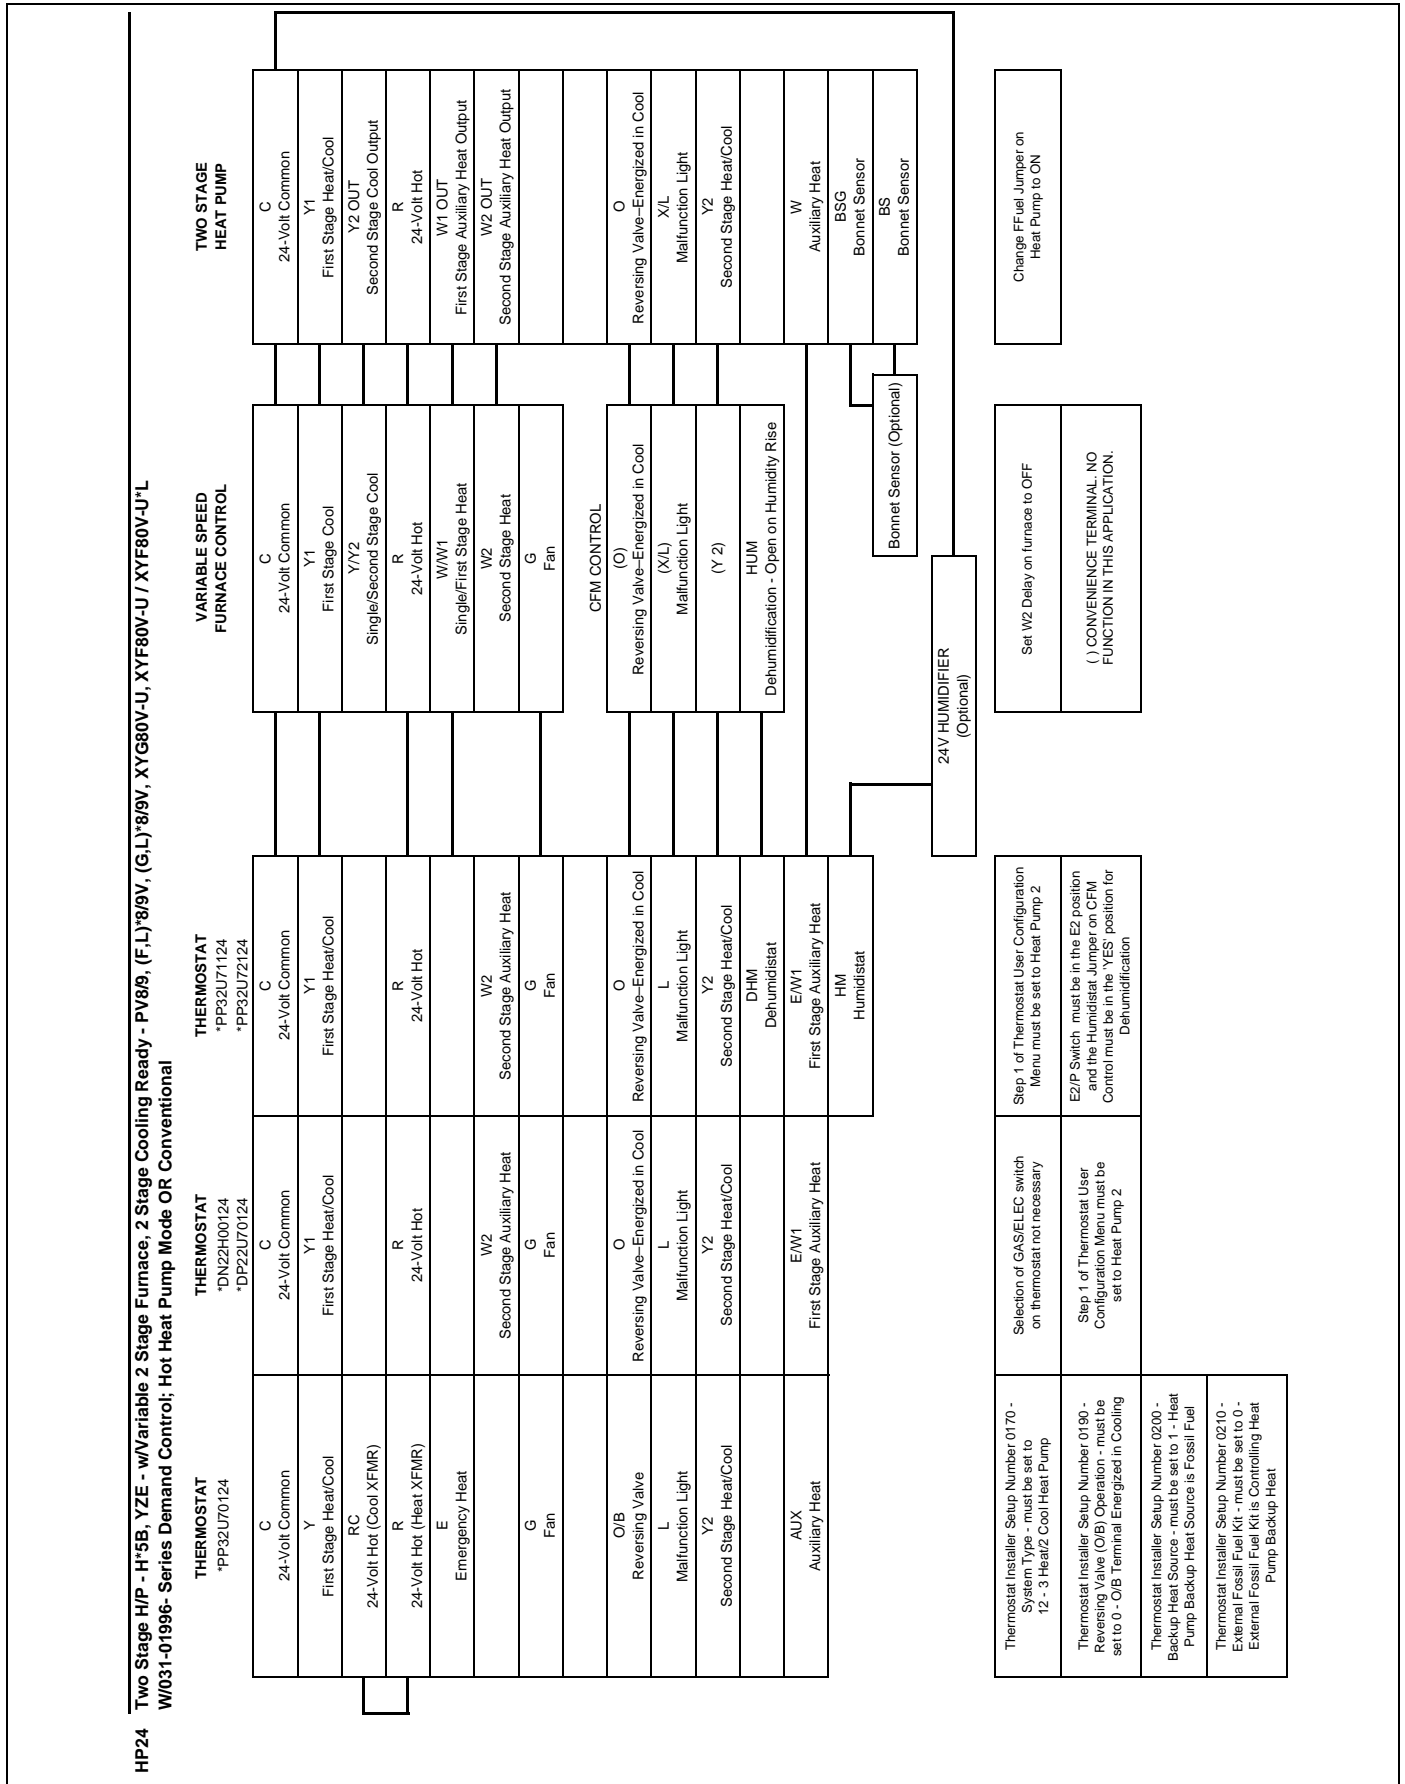 HP24 Two Stage H/P - H*5B, YZE - w/Variable 2 Stage Furnace, 2 Stage Cooling Ready - PV8/9, (F,L)*8/9V, (G,L)*8/9V, XYG80V-U, XYF80V-U / XYF80V-U*L
W/031-01996- Series Demand Control; Hot Heat Pump Mode OR Conventional
THERMOSTAT
*PP32U70124
C
24-Volt Common
Y
First Stage Heat/Cool
RC
24-Volt Hot (Cool XFMR)
R
24-Volt Hot (Heat XFMR)
E
Emergency Heat
G
Fan
O/B
Reversing Valve
L
Malfunction Light
Y2
Second Stage Heat/Cool
AUX
Auxiliary Heat
Thermostat Installer Setup Number 0170 -
System Type - must be set to
12 - 3 Heat/2 Cool Heat Pump
Thermostat Installer Setup Number 0190 -
Reversing Valve (O/B) Operation - must be
set to 0 - O/B Terminal Energized in Cooling
Thermostat Installer Setup Number 0200 -
Backup Heat Source - must be set to 1 - Heat
Pump Backup Heat Source is Fossil Fuel
Thermostat Installer Setup Number 0210 -
External Fossil Fuel Kit - must be set to 0 -
External Fossil Fuel Kit is Controlling Heat
Pump Backup Heat
THERMOSTAT
*DN22H00124
*DP22U70124
C
24-Volt Common
Y1
First Stage Heat/Cool
R
24-Volt Hot
W2
Second Stage Auxiliary Heat
G
Fan
O
Reversing Valve–Energized in Cool
L
Malfunction Light
Y2
Second Stage Heat/Cool
E/W1
First Stage Auxiliary Heat
Selection of GAS/ELEC switch
on thermostat not necessary
Step 1 of Thermostat User
Configuration Menu must be
set to Heat Pump 2
THERMOSTAT
*PP32U71124
*PP32U72124
C
24-Volt Common
Y1
First Stage Heat/Cool
R
24-Volt Hot
W2
Second Stage Auxiliary Heat
G
Fan
O
Reversing Valve–Energized in Cool
L
Malfunction Light
Y2
Second Stage Heat/Cool
DHM
Dehumidistat
E/W1
First Stage Auxiliary Heat
HM
Humidistat
Step 1 of Thermostat User Configuration
Menu must be set to Heat Pump 2
E2/P Switch must be in the E2 position
and the Humidistat Jumper on CFM
Control must be in the 'YES' position for
Dehumidification
VARIABLE SPEED
FURNACE CONTROL
C
24-Volt Common
Y1
First Stage Cool
Y/Y2
Single/Second Stage Cool
R
24-Volt Hot
W/W1
Single/First Stage Heat
W2
Second Stage Heat
G
Fan
CFM CONTROL
(O)
Reversing Valve–Energized in Cool
(X/L)
Malfunction Light
(Y 2)
HUM
Dehumidification - Open on Humidity Rise
Bonnet Sensor (Optional)
24V HUMIDIFIER
(Optional)
Set W2 Delay on furnace to OFF
( ) CONVENIENCE TERMINAL. NO
FUNCTION IN THIS APPLICATION.
TWO STAGE
HEAT PUMP
C
24-Volt Common
Y1
First Stage Heat/Cool
Y2 OUT
Second Stage Cool Output
R
24-Volt Hot
W1 OUT
First Stage Auxiliary Heat Output
W2 OUT
Second Stage Auxiliary Heat Output
O
Reversing Valve–Energized in Cool
X/L
Malfunction Light
Y2
Second Stage Heat/Cool
W
Auxiliary Heat
BSG
Bonnet Sensor
BS
Bonnet Sensor
Change FFuel Jumper on
Heat Pump to ON